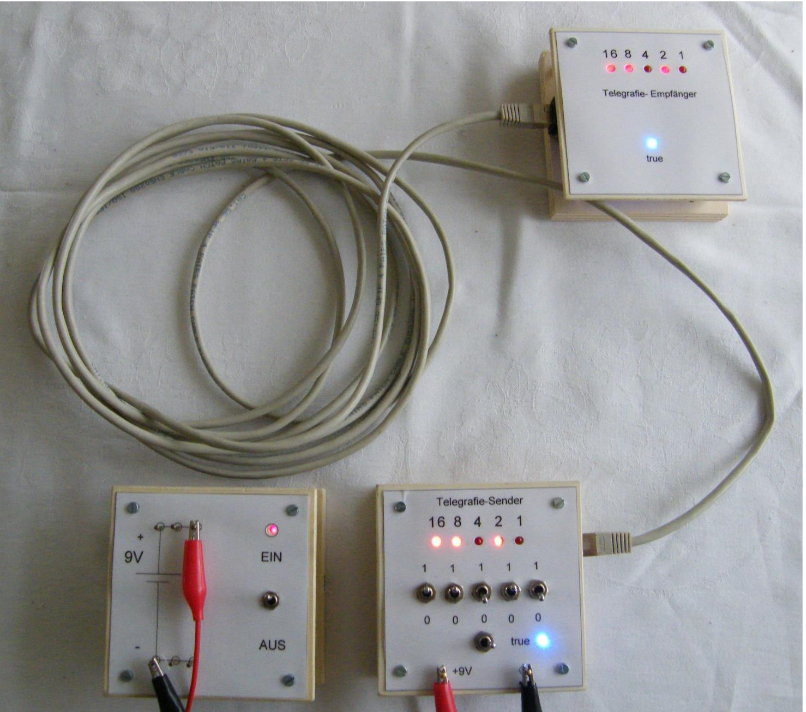 16 8 4 2 1
Telegrafie- Empfänger
true
+
9V
-
EIN
AUS
Telegrafie-Sender
16 8 4 2 1
1 1 1 1 1
0 0 0 0 0
true
+9V